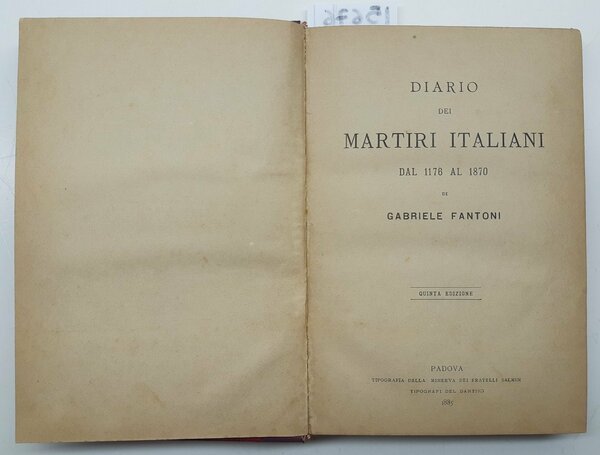 15676
DIARIO
DEI
MARTIRI ITALIANI
DAL 1176 AL 1870
DI
GABRIELE FANTONI
QUINTA EDIZIONE
PADOVA
TIPOGRAFIA DELLA MINERVA DEI FRATELLI SALMIN
TIPOGRAFI DEL DANTINO
1885